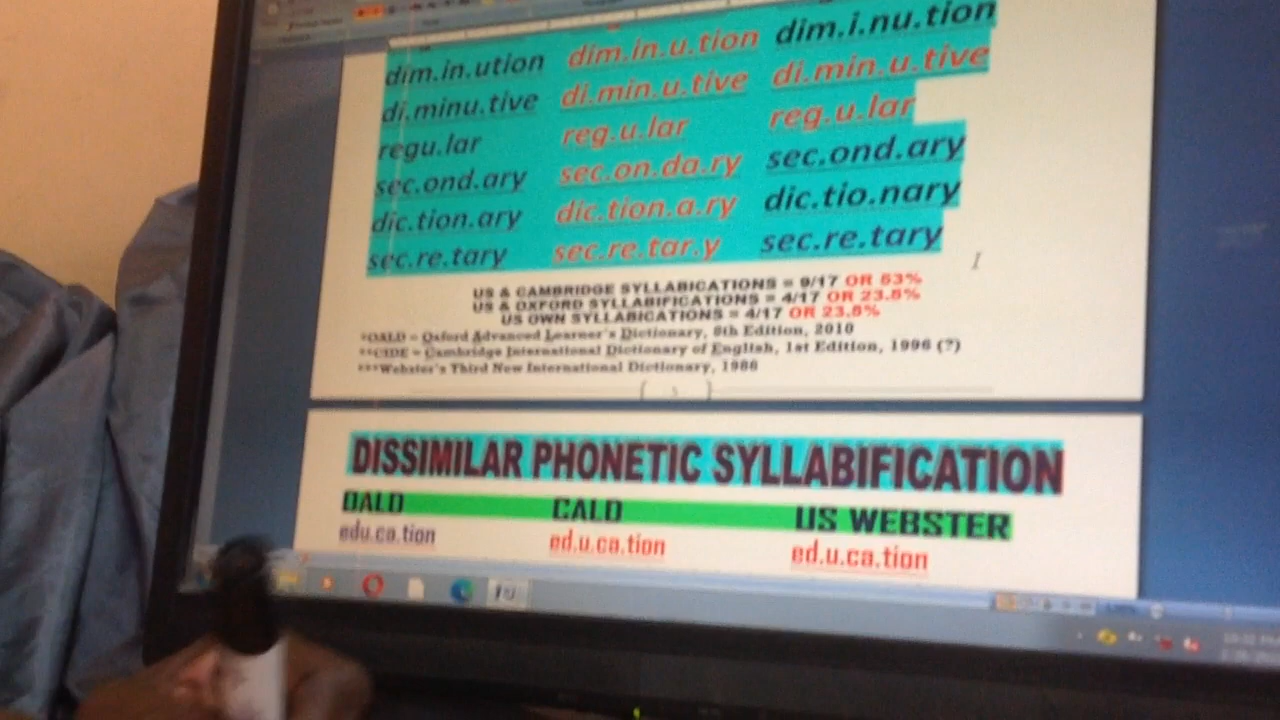 dim.in.ution dim.in.u.tion dim.i.nu.tion
di.minu.tive di.min.u.tive di.min.u.tive
regu.lar reg.u.lar reg.u.lar
sec.ond.ary sec.on.da.ry sec.ond.ary
dic.tion.ary dic.tion.a.ry dic.tio.nary
sec.re.tary sec.re.tar.y sec.re.tary
US & CAMBRIDGE SYLLABICATIONS = 9/17 OR 53%
US & OXFORD SYLLABIFICATIONS = 4/17 OR 23.5%
US OWN SYLLABICATIONS = 4/17 OR 23.5%
*OALD = Oxford Advanced Learner's Dictionary, 8th Edition, 2010
**CIDE = Cambridge International Dictionary of English, 1st Edition, 1996 (?)
***Webster's Third New International Dictionary, 1986
DISSIMILAR PHONETIC SYLLABIFICATION
OALD CALD US WEBSTER
edu.ca.tion ed.u.ca.tion ed.u.ca.tion